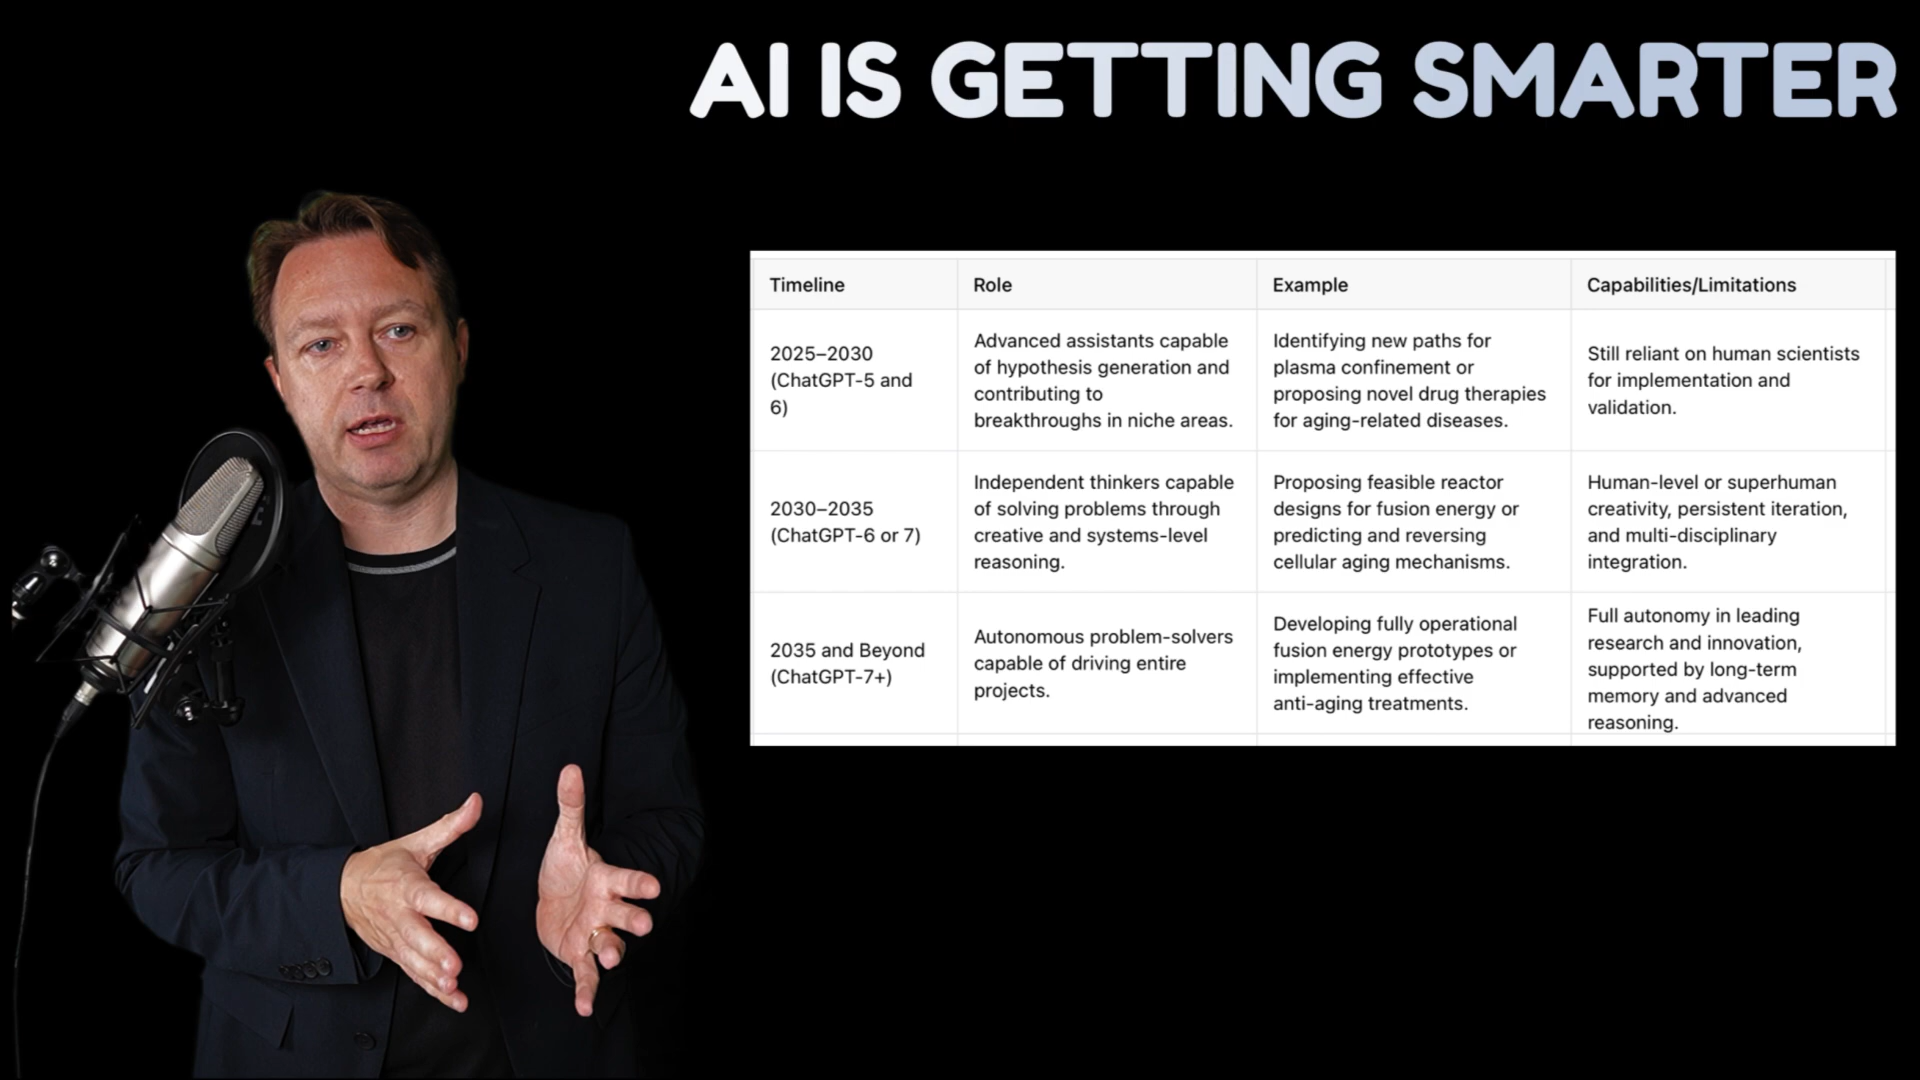 AI IS GETTING SMARTER
Timeline
Role
Example
Capabilities/Limitations
2025–2030
(ChatGPT-5 and
6)
Advanced assistants capable
of hypothesis generation and
contributing to
breakthroughs in niche areas.
Identifying new paths for
plasma confinement or
proposing novel drug therapies
for aging-related diseases.
Still reliant on human scientists
for implementation and
validation.
2030–2035
(ChatGPT-6 or 7)
Independent thinkers capable
of solving problems through
creative and systems-level
reasoning.
Proposing feasible reactor
designs for fusion energy or
predicting and reversing
cellular aging mechanisms.
Human-level or superhuman
creativity, persistent iteration,
and multi-disciplinary
integration.
2035 and Beyond
(ChatGPT-7+)
Autonomous problem-solvers
capable of driving entire
projects.
Developing fully operational
fusion energy prototypes or
implementing effective
anti-aging treatments.
Full autonomy in leading
research and innovation,
supported by long-term
memory and advanced
reasoning.